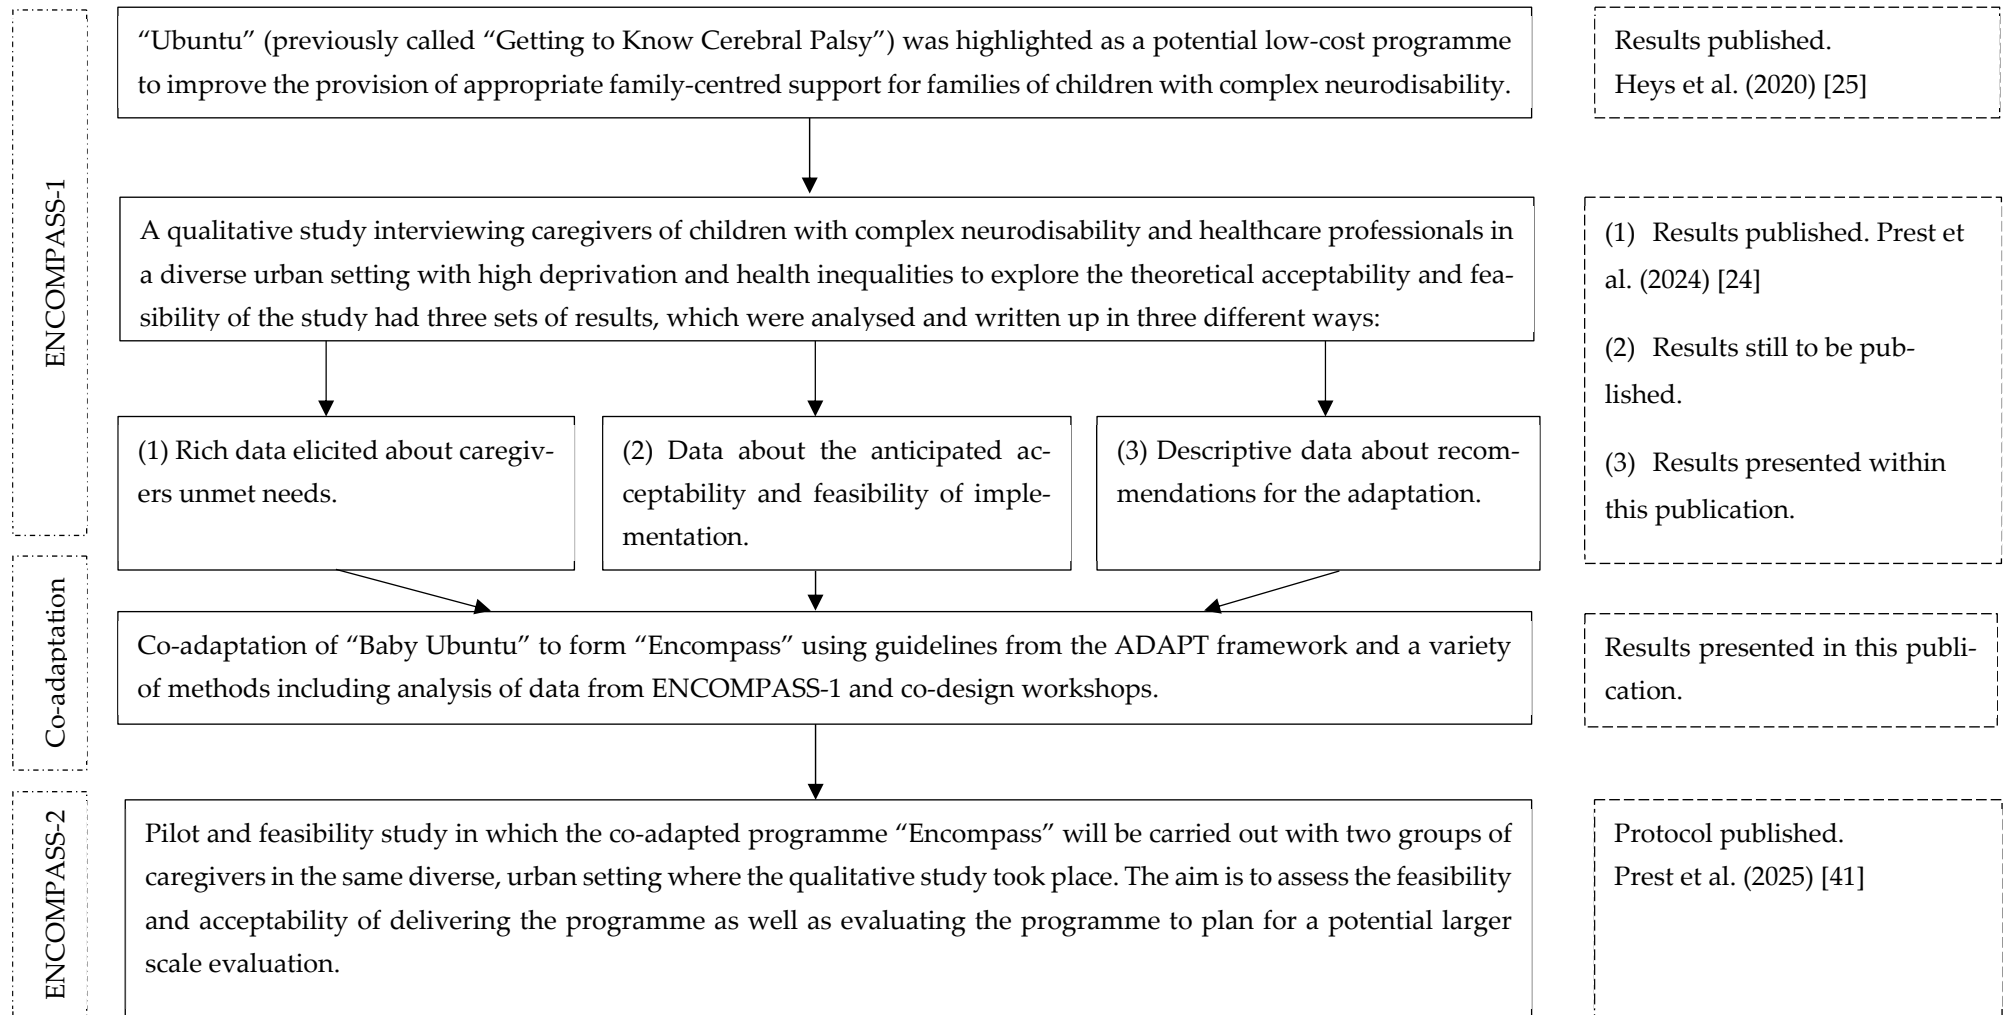 ENCOMPASS-1
“Ubuntu” (previously called “Getting to Know Cerebral Palsy”) was highlighted as a potential low-cost programme
to improve the provision of appropriate family-centred support for families of children with complex neurodisability.
Results published.
Heys et al. (2020) [25]
A qualitative study interviewing caregivers of children with complex neurodisability and healthcare professionals in
a diverse urban setting with high deprivation and health inequalities to explore the theoretical acceptability and fea-
sibility of the study had three sets of results, which were analysed and written up in three different ways:
(1) Results published. Prest et
al. (2024) [24]
(2) Results still to be pub-
lished.
(3) Results presented within
this publication.
(1) Rich data elicited about caregiv-
ers unmet needs.
(2) Data about the anticipated ac-
ceptability and feasibility of imple-
mentation.
(3) Descriptive data about recom-
mendations for the adaptation.
Co-adaptation
Co-adaptation of “Baby Ubuntu” to form “Encompass” using guidelines from the ADAPT framework and a variety
of methods including analysis of data from ENCOMPASS-1 and co-design workshops.
Results presented in this publi-
cation.
ENCOMPASS-2
Pilot and feasibility study in which the co-adapted programme “Encompass” will be carried out with two groups of
caregivers in the same diverse, urban setting where the qualitative study took place. The aim is to assess the feasibility
and acceptability of delivering the programme as well as evaluating the programme to plan for a potential larger
scale evaluation.
Protocol published.
Prest et al. (2025) [41]